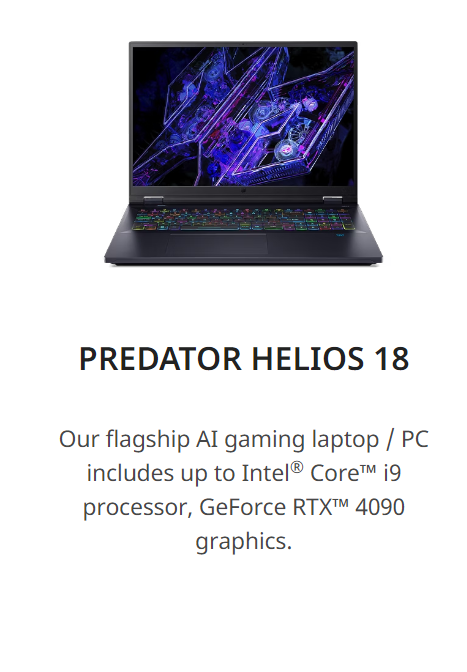 PREDATOR HELIOS 18
Our flagship AI gaming laptop / PC
includes up to Intel® Core™ i9
processor, GeForce RTX™ 4090
graphics.